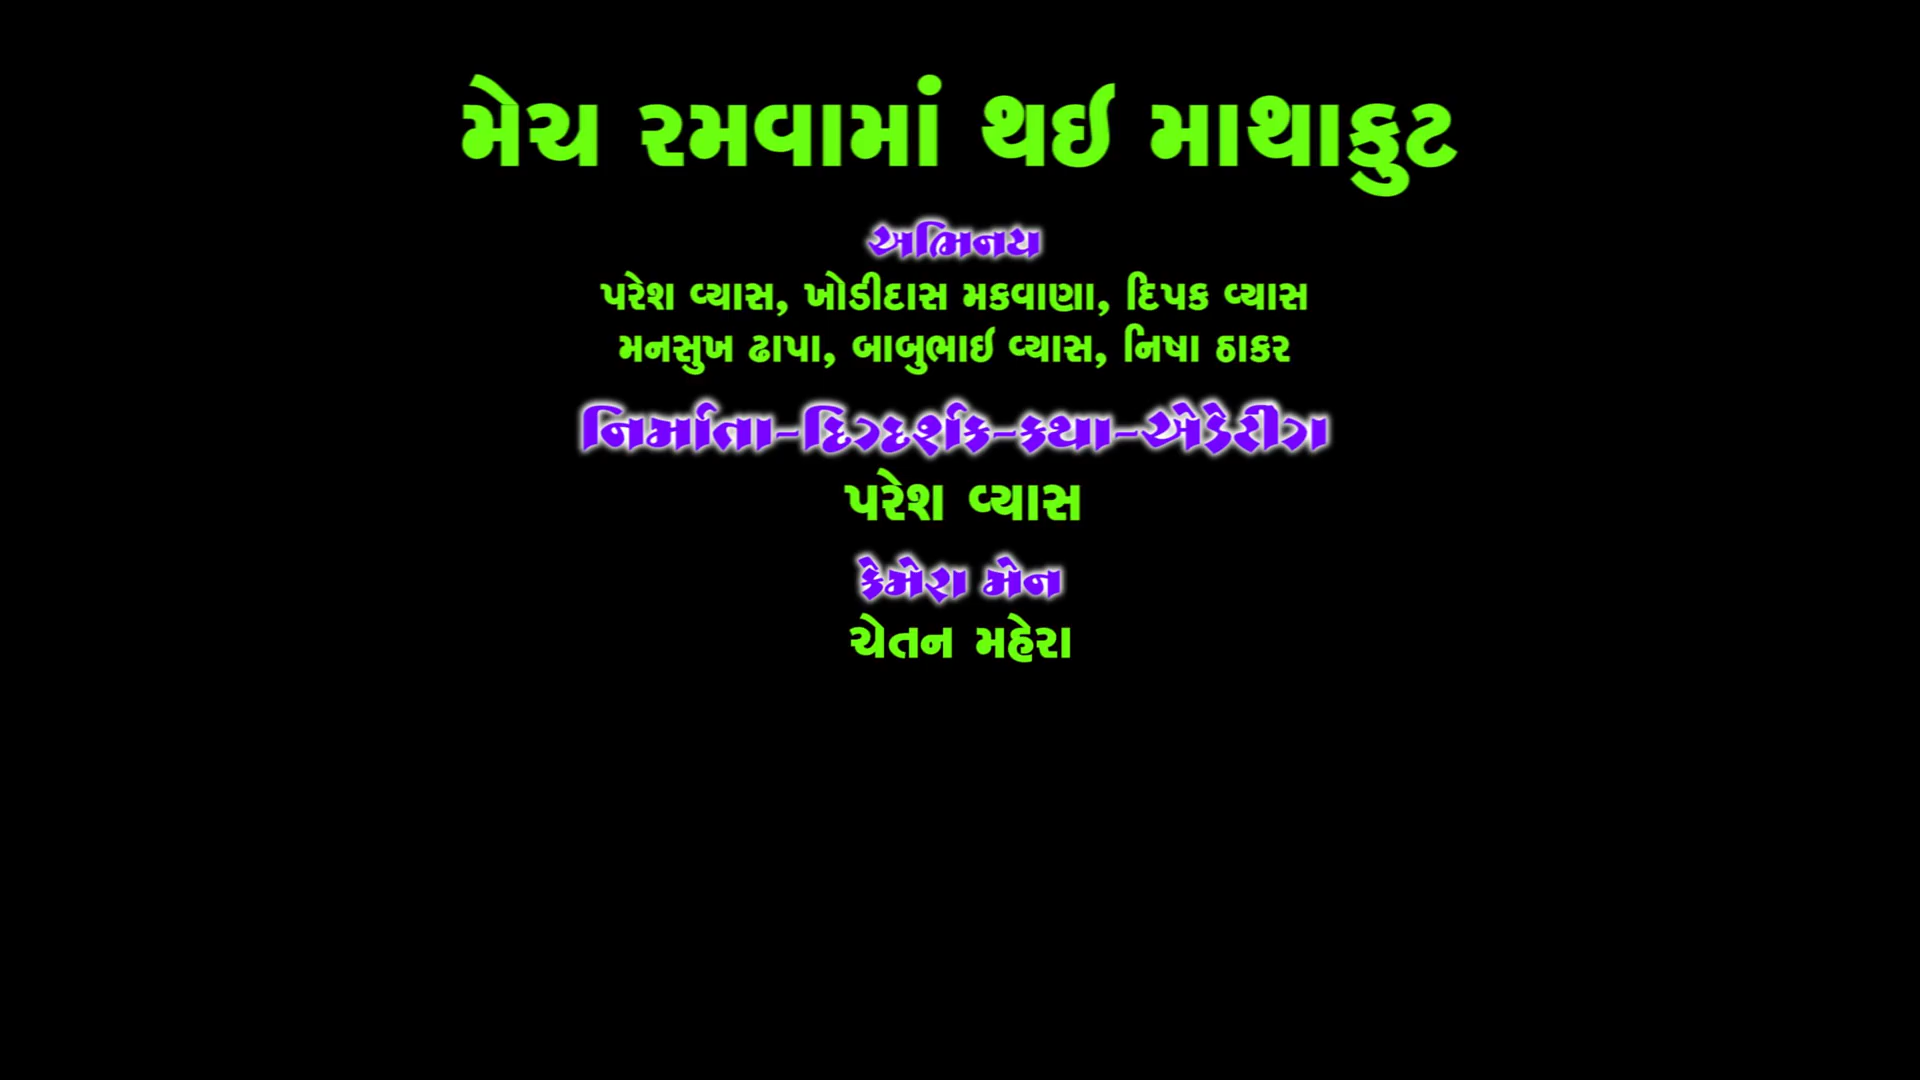 મેચ રમવામાં થઇ માથાકુટ
અભિનય
પરેશ વ્યાસ, ખોડીદાસ મકવાણા, દિપક વ્યાસ
મનસુખ ઢાપા, બાબુભાઇ વ્યાસ, નિષા ઠાકર
નિર્માતા-દિગ્દર્શક-કથા-એડેરીંગ
પરેશ વ્યાસ
કેમેરા મેન
ચેતન મહેરા